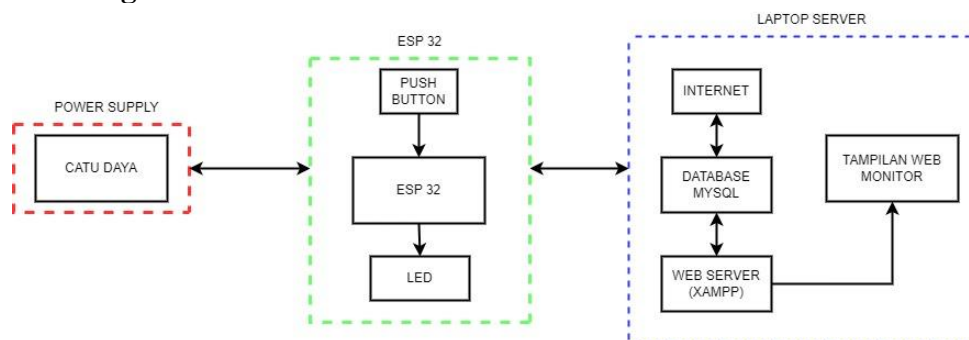 POWER SUPPLY
CATU DAYA
ESP 32
PUSH
BUTTON
ESP 32
LED
LAPTOP SERVER
INTERNET
DATABASE
MYSQL
WEB SERVER
(XAMPP)
TAMPILAN WEB
MONITOR